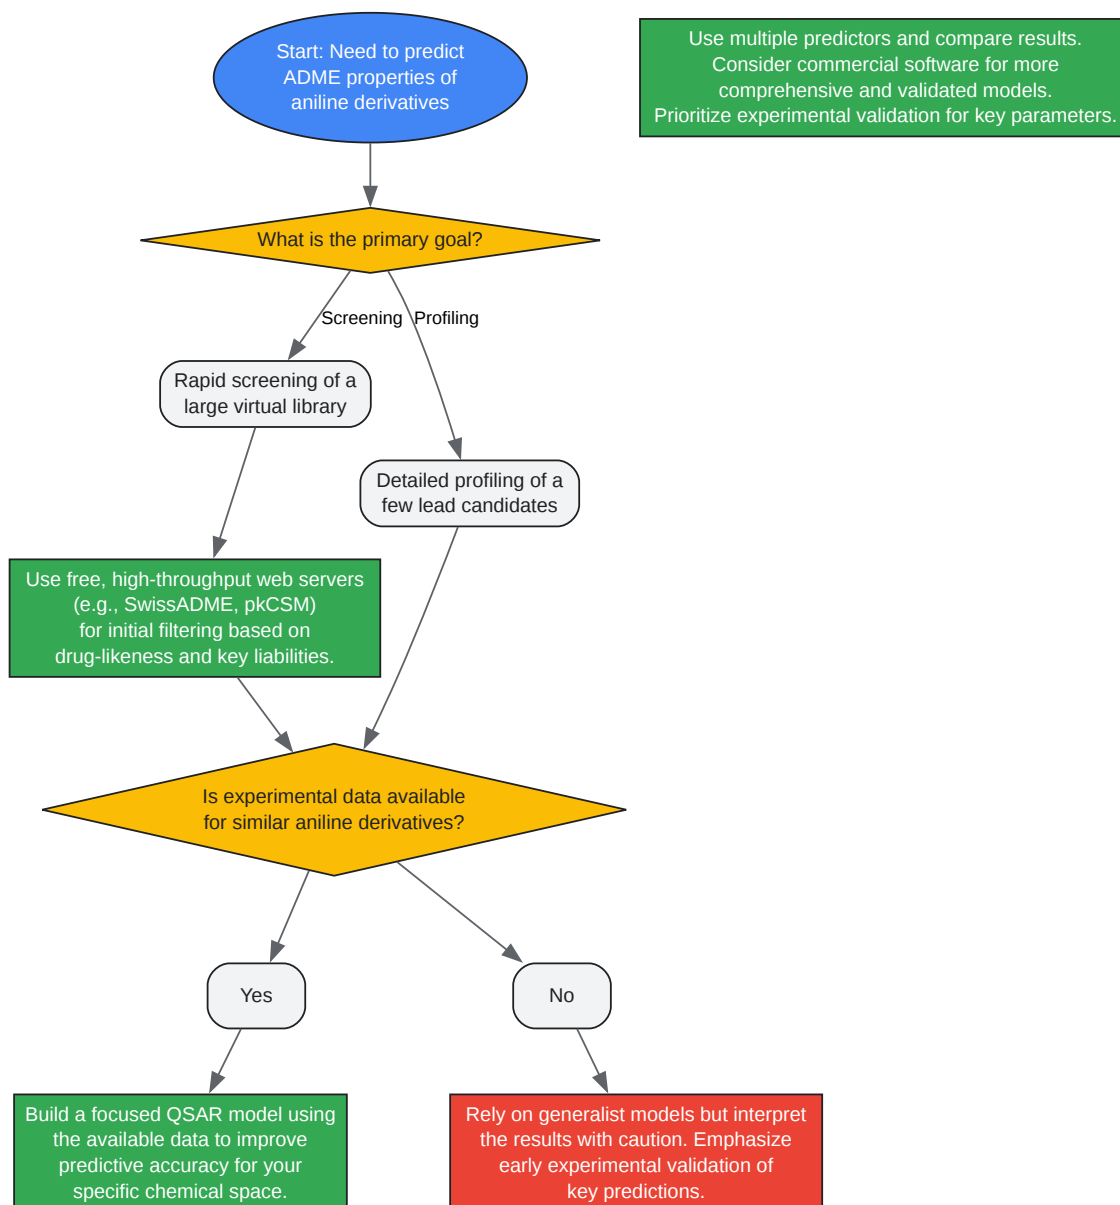 Start: Need to predict
ADME properties of
aniline derivatives
Use multiple predictors and compare results.
Consider commercial software for more
comprehensive and validated models.
Prioritize experimental validation for key parameters.
What is the primary goal?
Screening
Profiling
Rapid screening of a
large virtual library
Detailed profiling of a
few lead candidates
Use free, high-throughput web servers
(e.g., SwissADME, pkCSM)
for initial filtering based on
drug-likeness and key liabilities.
Is experimental data available
for similar aniline derivatives?
Yes
No
Build a focused QSAR model using
the available data to improve
predictive accuracy for your
specific chemical space.
Rely on generalist models but interpret
the results with caution. Emphasize
early experimental validation of
key predictions.